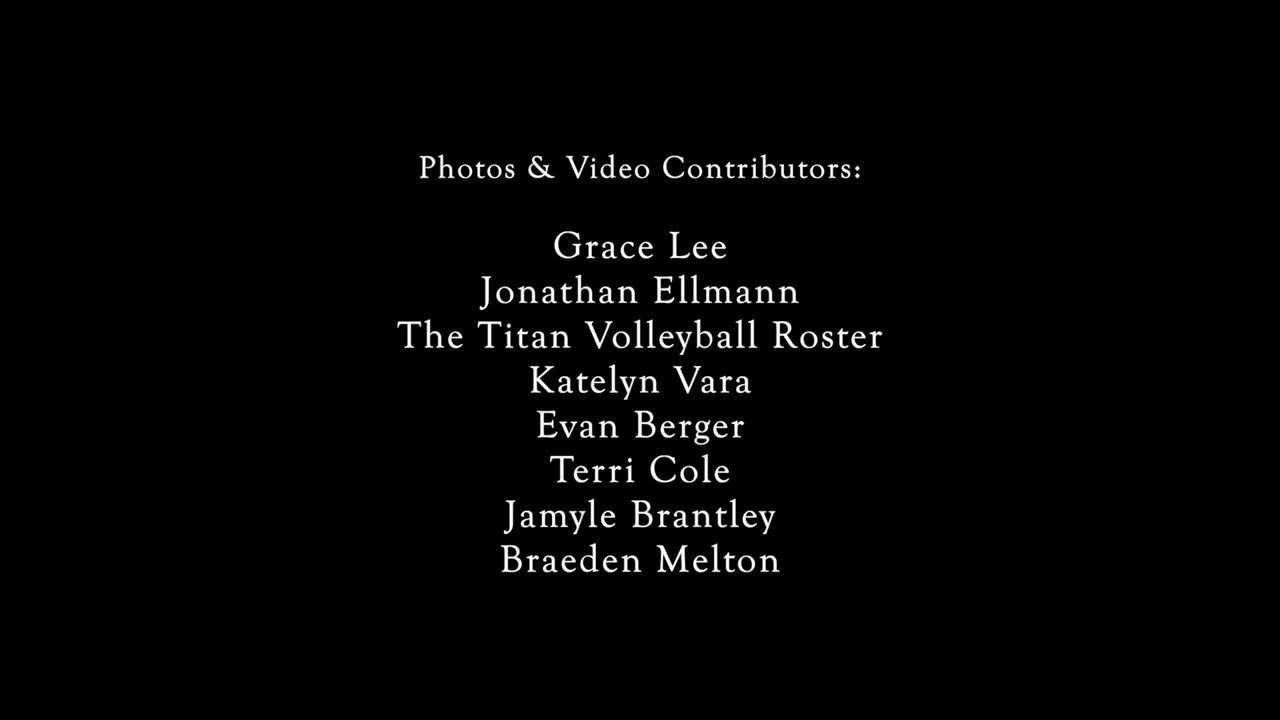 Photos & Video Contributors:
Grace Lee
Jonathan Ellmann
The Titan Volleyball Roster
Katelyn Vara
Evan Berger
Terri Cole
Jamyle Brantley
Braeden Melton